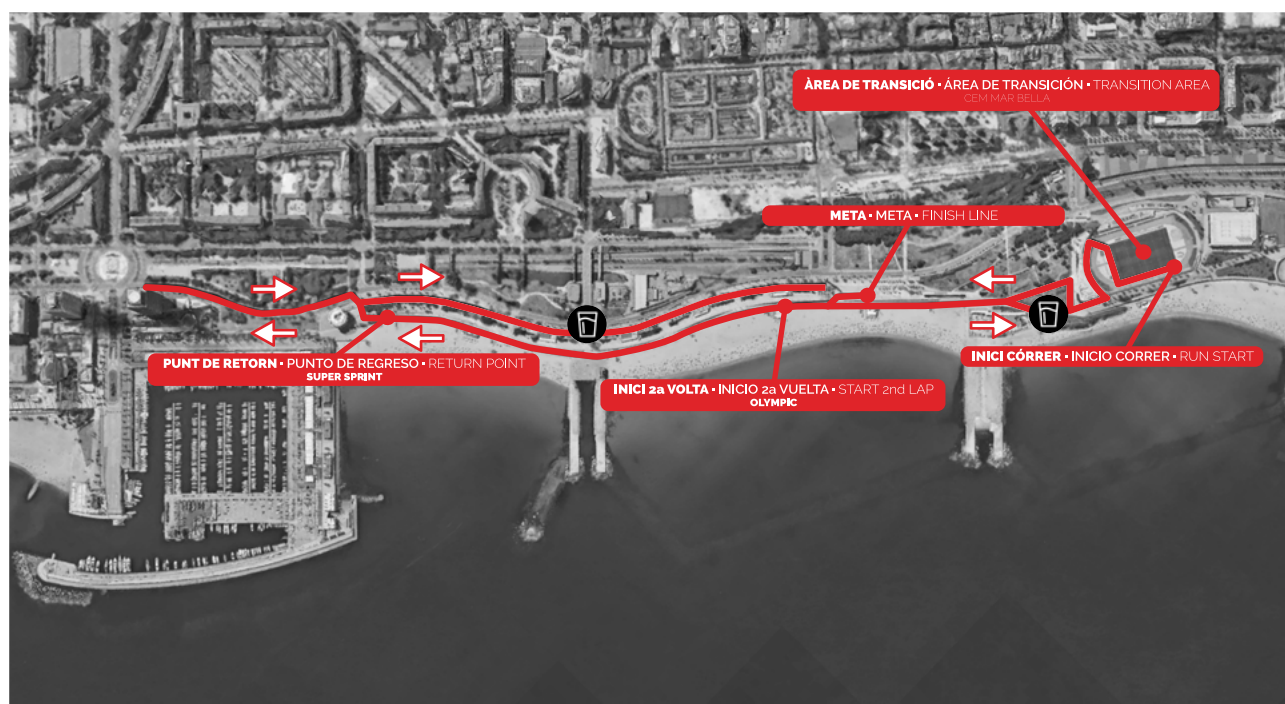 ÀREA DE TRANSICIÓ • ÁREA DE TRANSICIÓN • TRANSITION AREA
CEM MAR BELLA
META • META • FINISH LINE
PUNT DE RETORN • PUNTO DE REGRESO • RETURN POINT
SUPER SPRINT
INICI 2a VOLTA • INICIO 2a VUELTA • START 2nd LAP
OLYMPIC
INICI CÓRRER • INICIO CORRER • RUN START